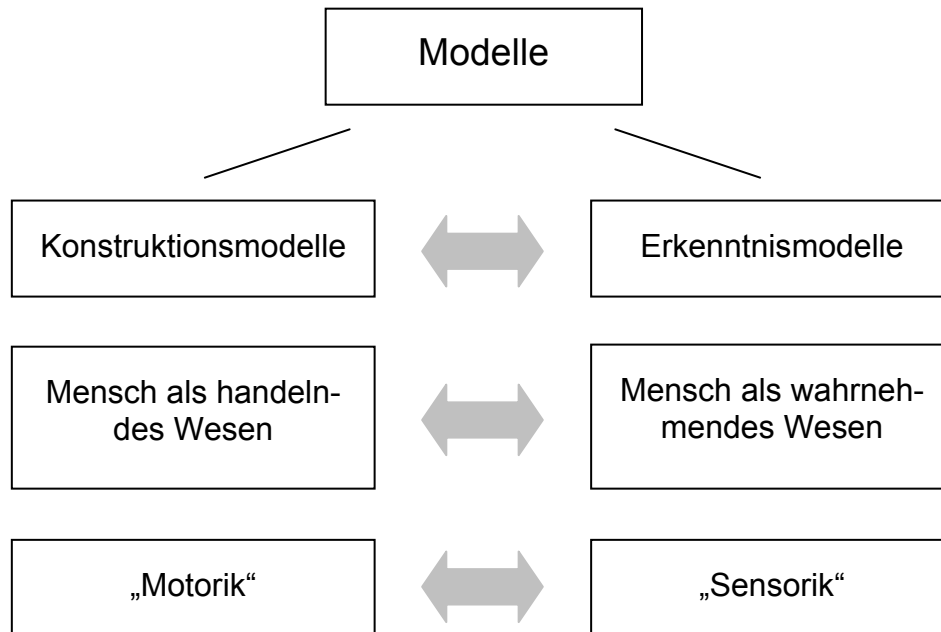 Modelle
Konstruktionsmodelle
Erkenntnismodelle
Mensch als handeln-
des Wesen
Mensch als wahrneh-
mendes Wesen
„Motorik“
„Sensorik“